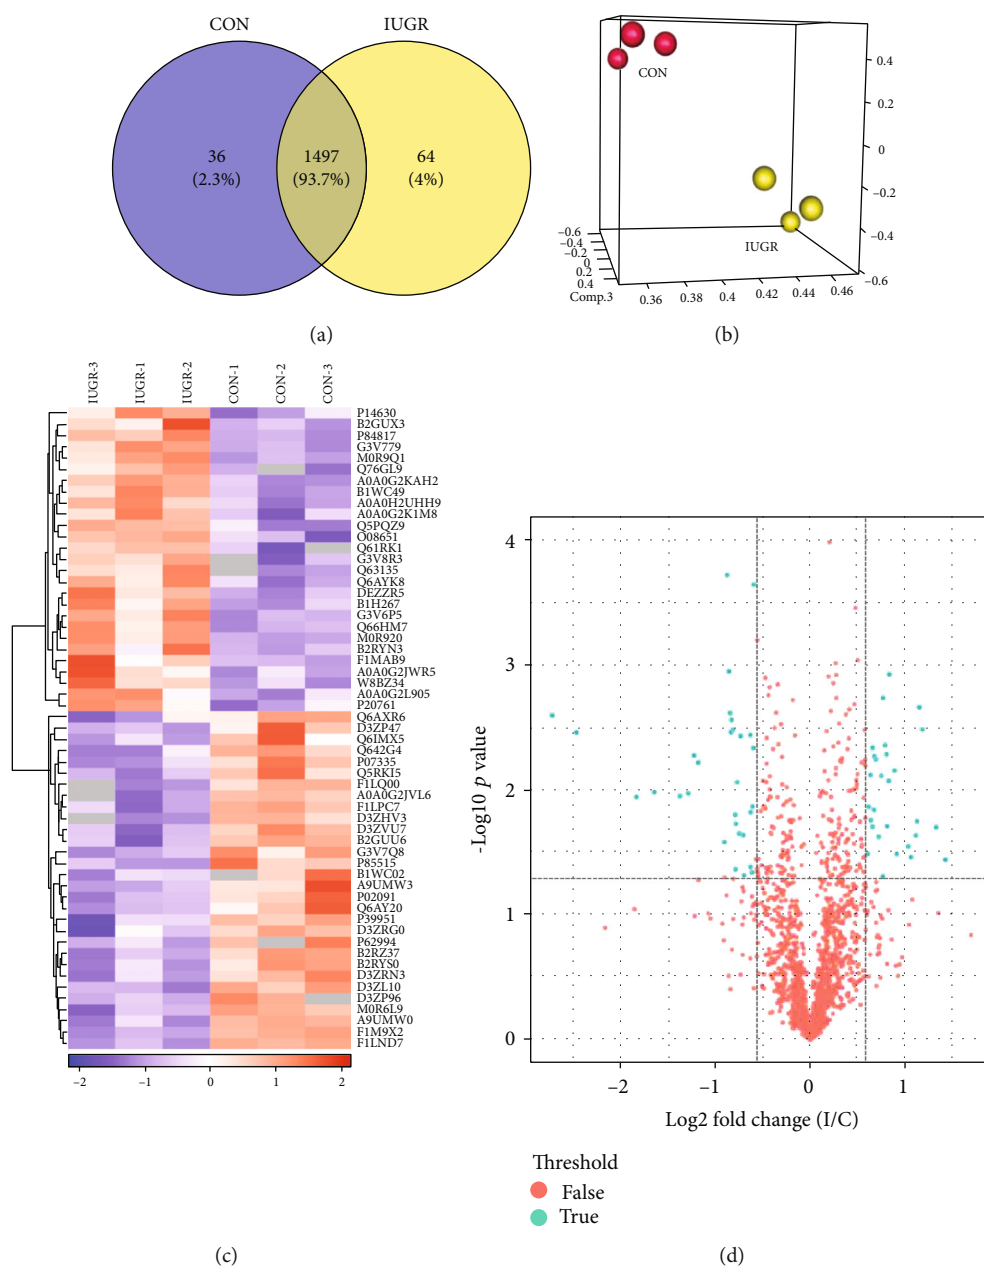 CON IUGR
36 1497 64
(2.3%) (93.7%) (4%)
(a)
CON
IUGR
0.4
0.2
0
−0.2
−0.4
−0.6
−0.6
−0.4
−0.2
0
0.2
0.4
Comp.3
0.36 0.38 0.4 0.42 0.44 0.46
(b)
IUGR-3 IUGR-1 IUGR-2 CON-1 CON-2 CON-3
P14630
B2GUX3
P84817
G3V779
M0R9Q1
Q76GL9
A0A0G2KAH2
B1WC49
A0A0H2UHH9
A0A0G2K1M8
Q5PQZ9
O08651
Q61RK1
G3V8R3
Q63135
Q6AYK8
DEZZR5
B1H267
G3V6P5
Q66HM7
M0R920
B2RYN3
F1MAB9
A0A0G2JWR5
W8BZ34
A0A0G2L905
P20761
Q6AXR6
D3ZP47
Q6IMX5
Q642G4
P07335
Q5RKI5
F1LQ00
A0A0G2JVL6
F1LPC7
D3ZHV3
D3ZVU7
B2GUU6
G3V7Q8
P85515
B1WC02
A9UMW3
P02091
Q6AY20
P39951
D3ZRG0
P62994
B2RZ37
B2RYS0
D3ZRN3
D3ZL10
D3ZP96
M0R6L9
A9UMW0
F1M9X2
F1LND7
−2 −1 0 1 2
(c)
4
3
2
1
0
-Log10 p value
−2 −1 0 1
Log2 fold change (I/C)
Threshold
False
True
(d)